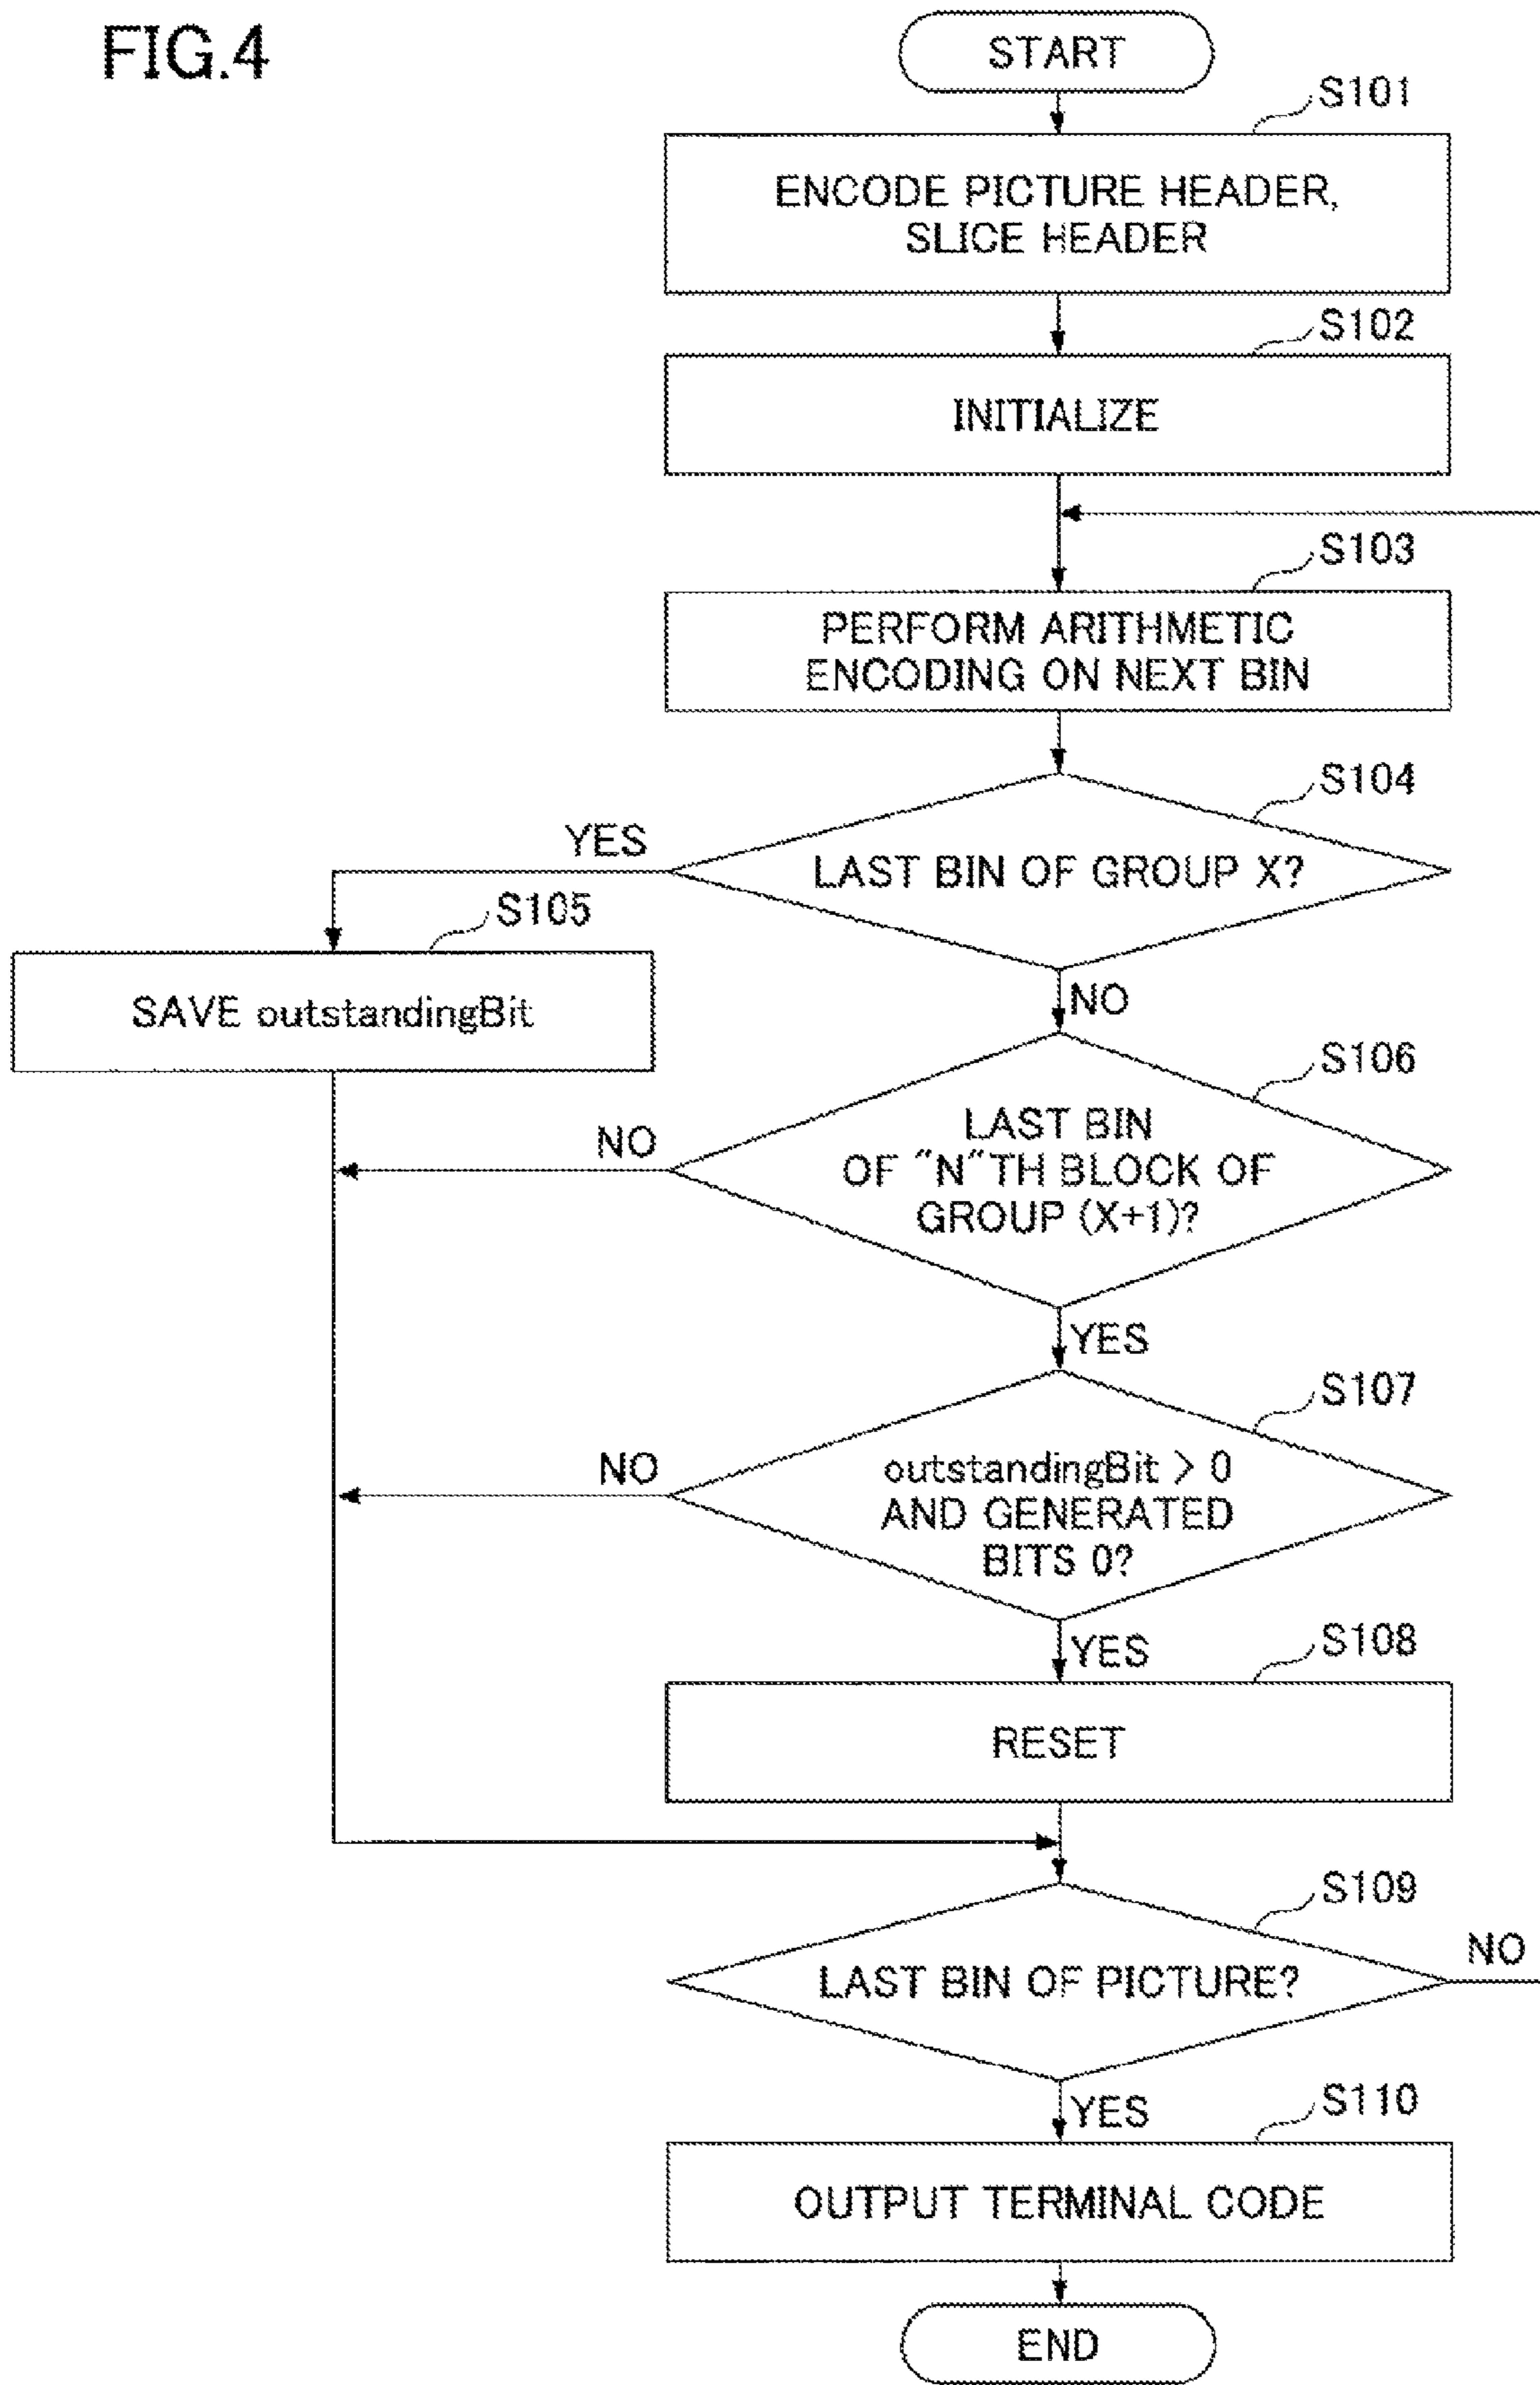 FIG.4
START
S101
ENCODE PICTURE HEADER,
SLICE HEADER
S102
INITIALIZE
S103
PERFORM ARITHMETIC
ENCODING ON NEXT BIN
S104
YES
LAST BIN OF GROUP X?
S105
SAVE outstandingBit
NO
S106
NO
LAST BIN
OF "N"TH BLOCK OF
GROUP (X+1)?
YES
S107
NO
outstandingBit > 0
AND GENERATED
BITS 0?
YES
S108
RESET
S109
NO
LAST BIN OF PICTURE?
YES
S110
OUTPUT TERMINAL CODE
END